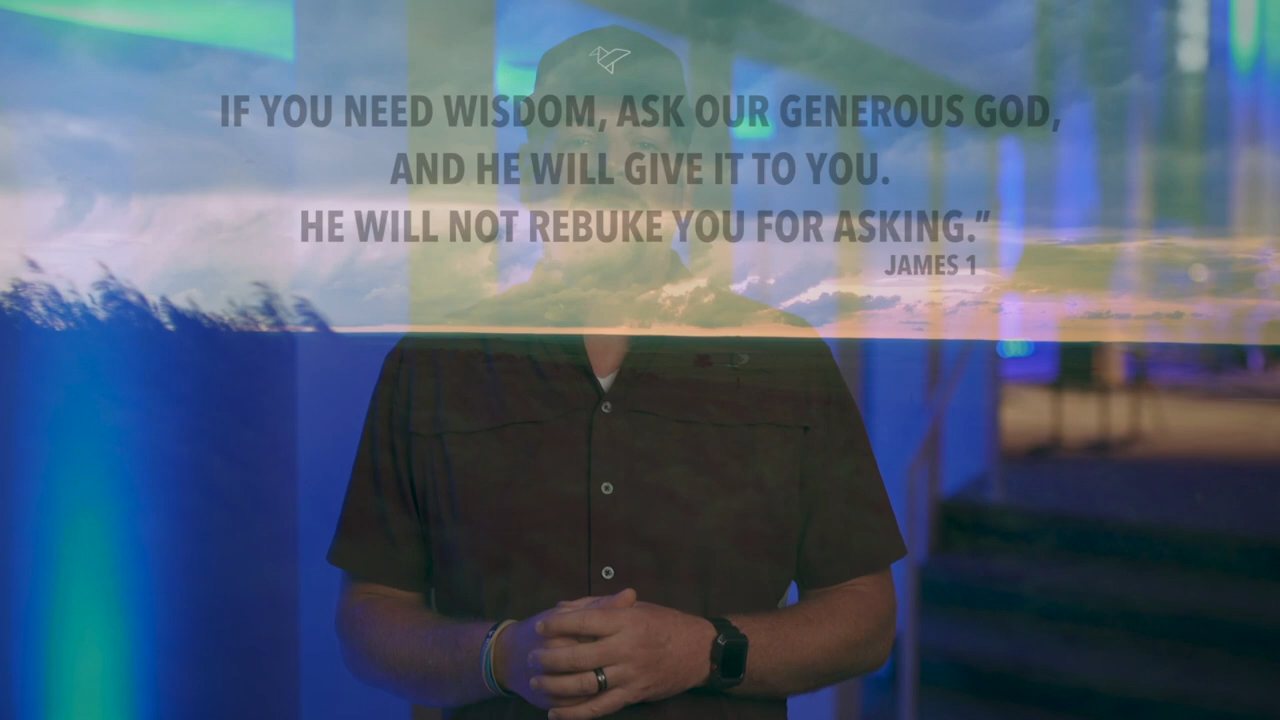 IF YOU NEED WISDOM, ASK OUR GENEROUS GOD,
AND HE WILL GIVE IT TO YOU.
HE WILL NOT REBUKE YOU FOR ASKING.”
JAMES 1